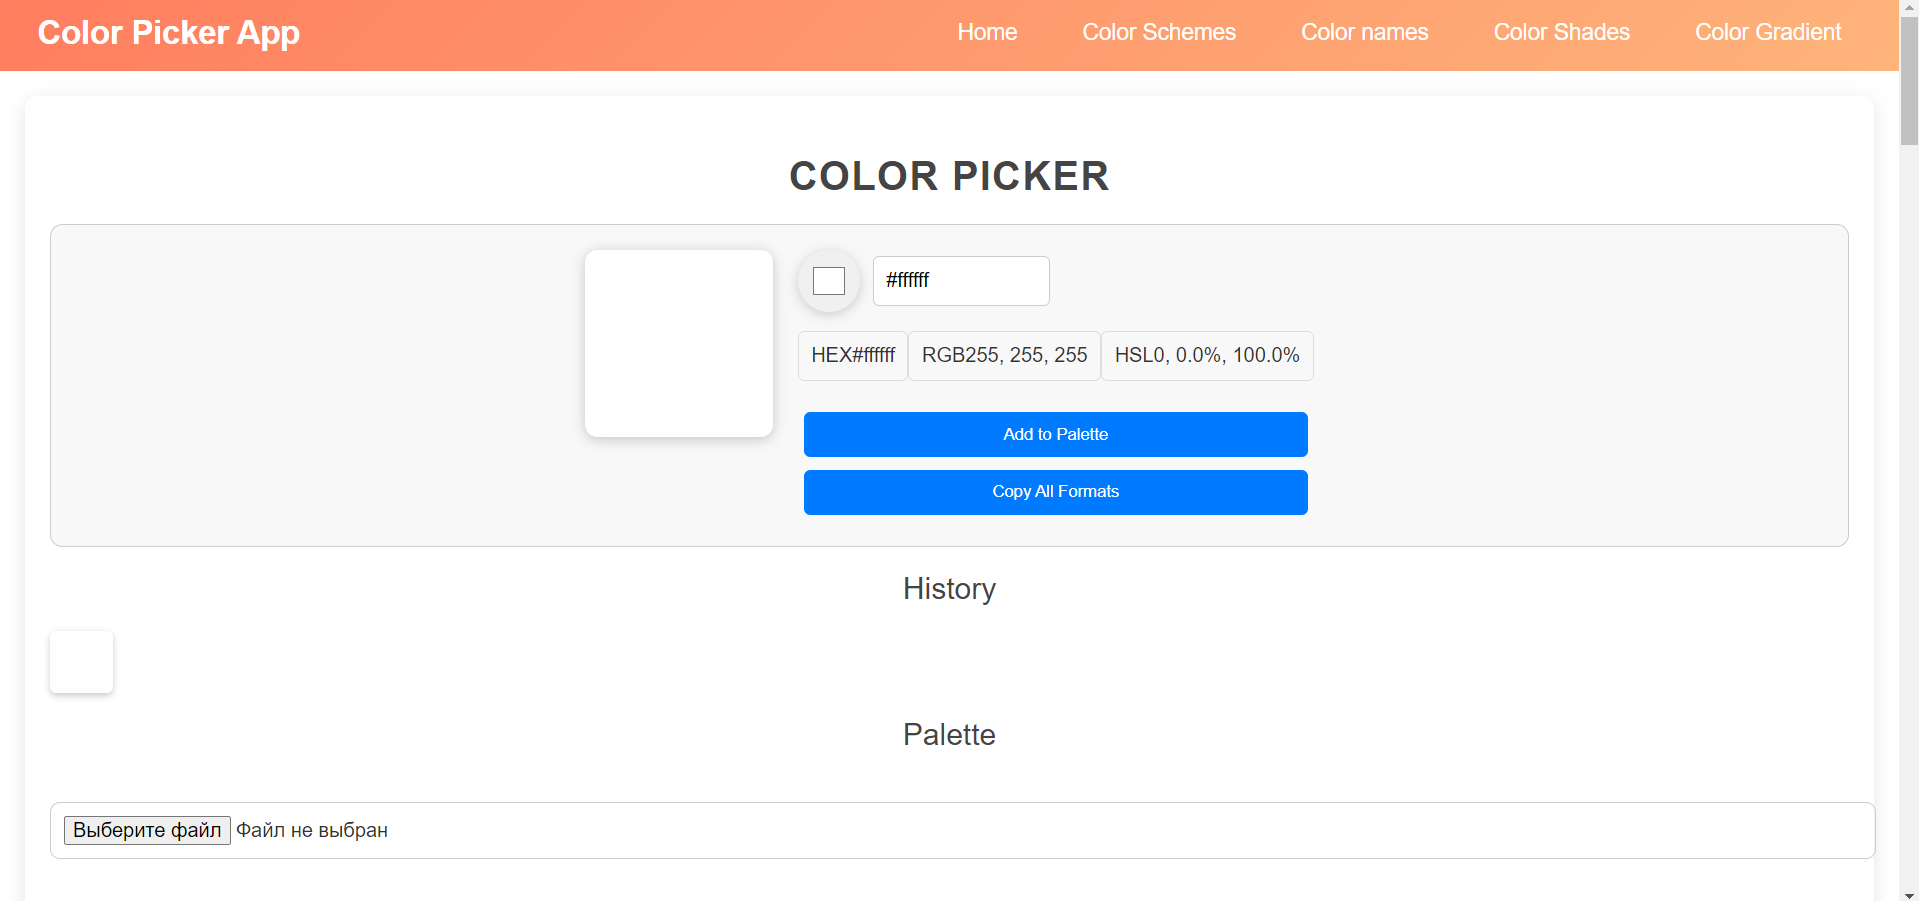 Color Picker App
Home
Color Schemes
Color names
Color Shades
Color Gradient
COLOR PICKER
#ffffff
HEX#ffffff
RGB255, 255, 255
HSL0, 0.0%, 100.0%
Add to Palette
Copy All Formats
History
Palette
Выберите файл Файл не выбран